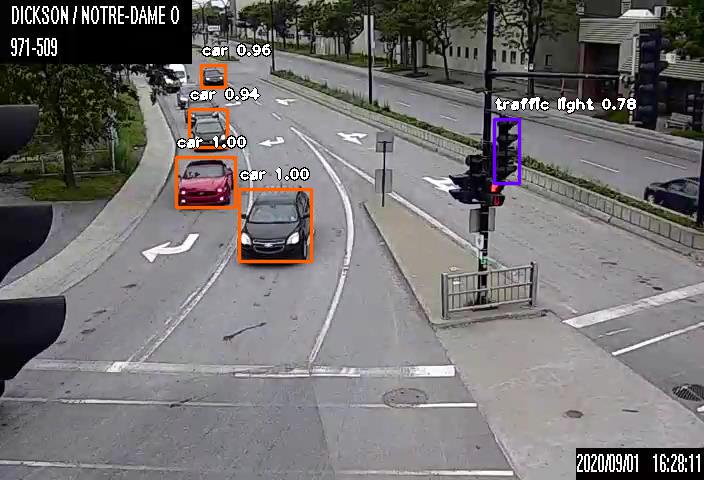 DICKSON / NOTRE-DAME O
971-509
car 0.96
car 0.94
traffic light 0.78
car 1.00
car 1.00
2020/09/01 16:28:11